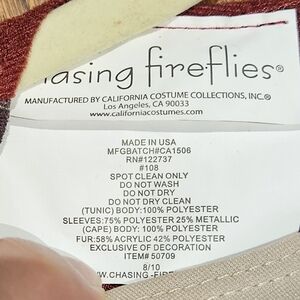 asing fireflies®
MANUFACTURED BY CALIFORNIA COSTUME COLLECTIONS, INC.®
Los Angeles, CA 90033
www.californiacostumes.com
MADE IN USA
MFGBATCH#CA1506
RN#122737
#108
SPOT CLEAN ONLY
DO NOT WASH
DO NOT DRY
DO NOT DRY CLEAN
(TUNIC) BODY: 100% POLYESTER
SLEEVES: 75% POLYESTER 25% METALLIC
(CAPE) BODY: 100% POLYESTER
FUR: 58% ACRYLIC 42% POLYESTER
EXCLUSIVE OF DECORATION
ITEM# 50709
8/10
W.CHASING -FIRE